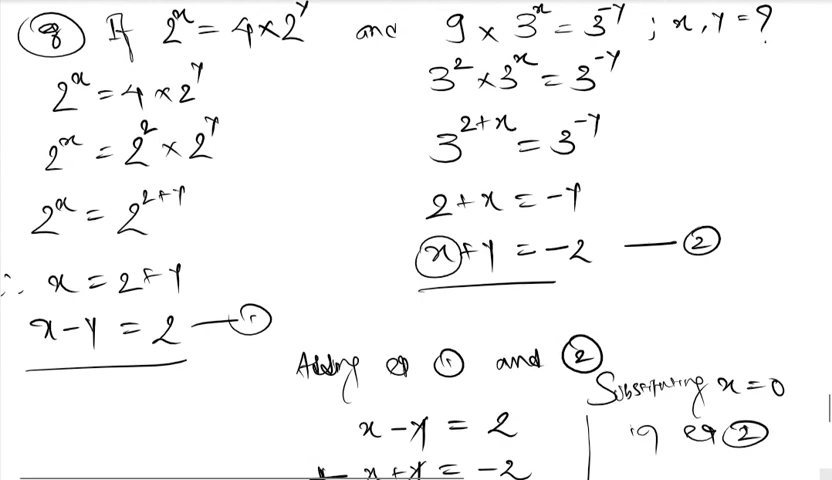 (8) If 2^x = 4×2^y and 9 × 3^x = 3^-y ; x, y = ?
2^x = 4×2^y
2^x = 2^2 × 2^y
2^x = 2^2+y
∴ x = 2+y
x-y = 2 — ①
3^2 × 3^x = 3^-y
3^2+x = 3^-y
2+x = -y
x+y = -2 — ②
Adding eq ① and ②
x-y = 2
x+y = -2
Substituting x=0
in eq ②